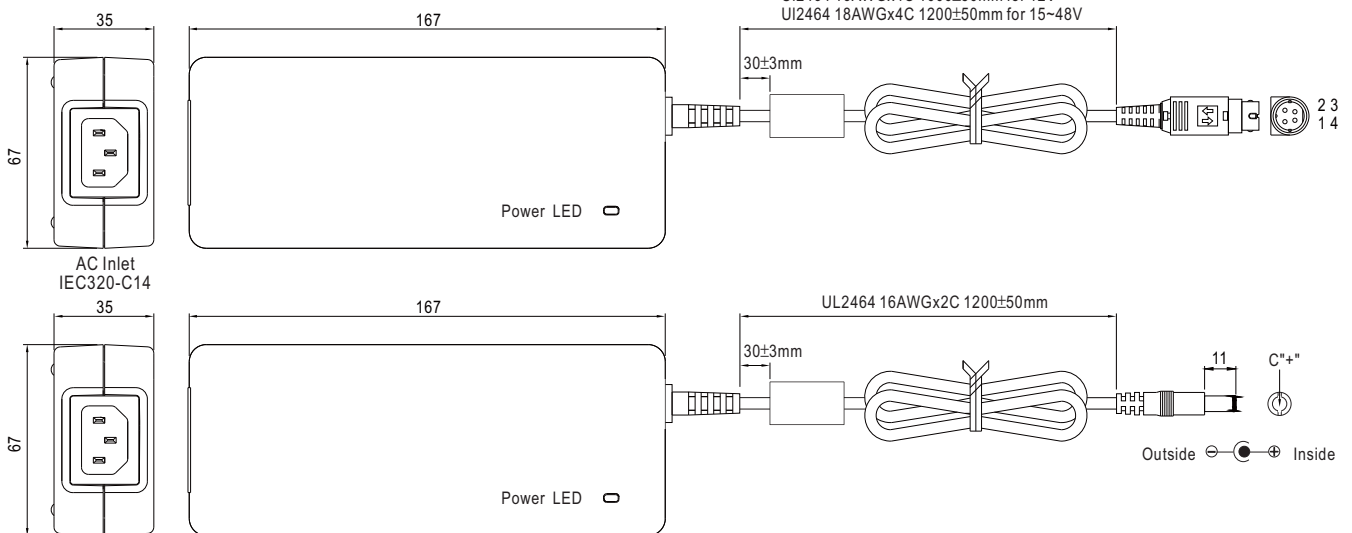 35
167
Ul2464 18AWGx4C 1200±50mm for 15~48V
30±3mm
2 3
1 4
67
Power LED
AC Inlet
IEC320-C14
35
167
UL2464 16AWGx2C 1200±50mm
30±3mm
11
C"+"
67
Outside
Inside
Power LED